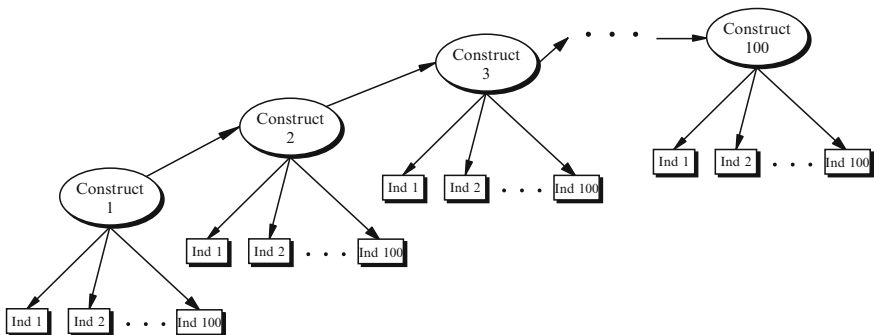 Construct
1
Ind 1
Ind 2
. . .
Ind 100
Construct
2
Ind 1
Ind 2
. . .
Ind 100
Construct
3
Ind 1
Ind 2
. . .
Ind 100
. . .
Construct
100
Ind 1
Ind 2
. . .
Ind 100